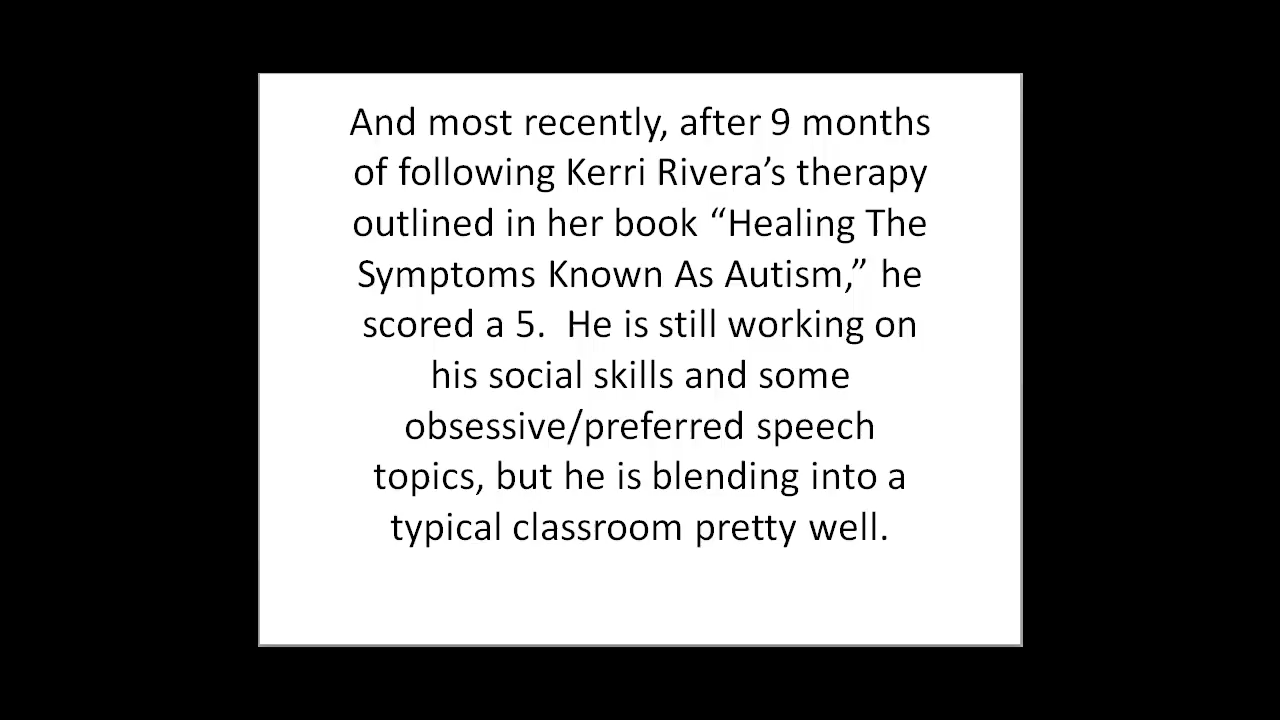 And most recently, after 9 months
of following Kerri Rivera’s therapy
outlined in her book “Healing The
Symptoms Known As Autism,” he
scored a 5.  He is still working on
his social skills and some
obsessive/preferred speech
topics, but he is blending into a
typical classroom pretty well.